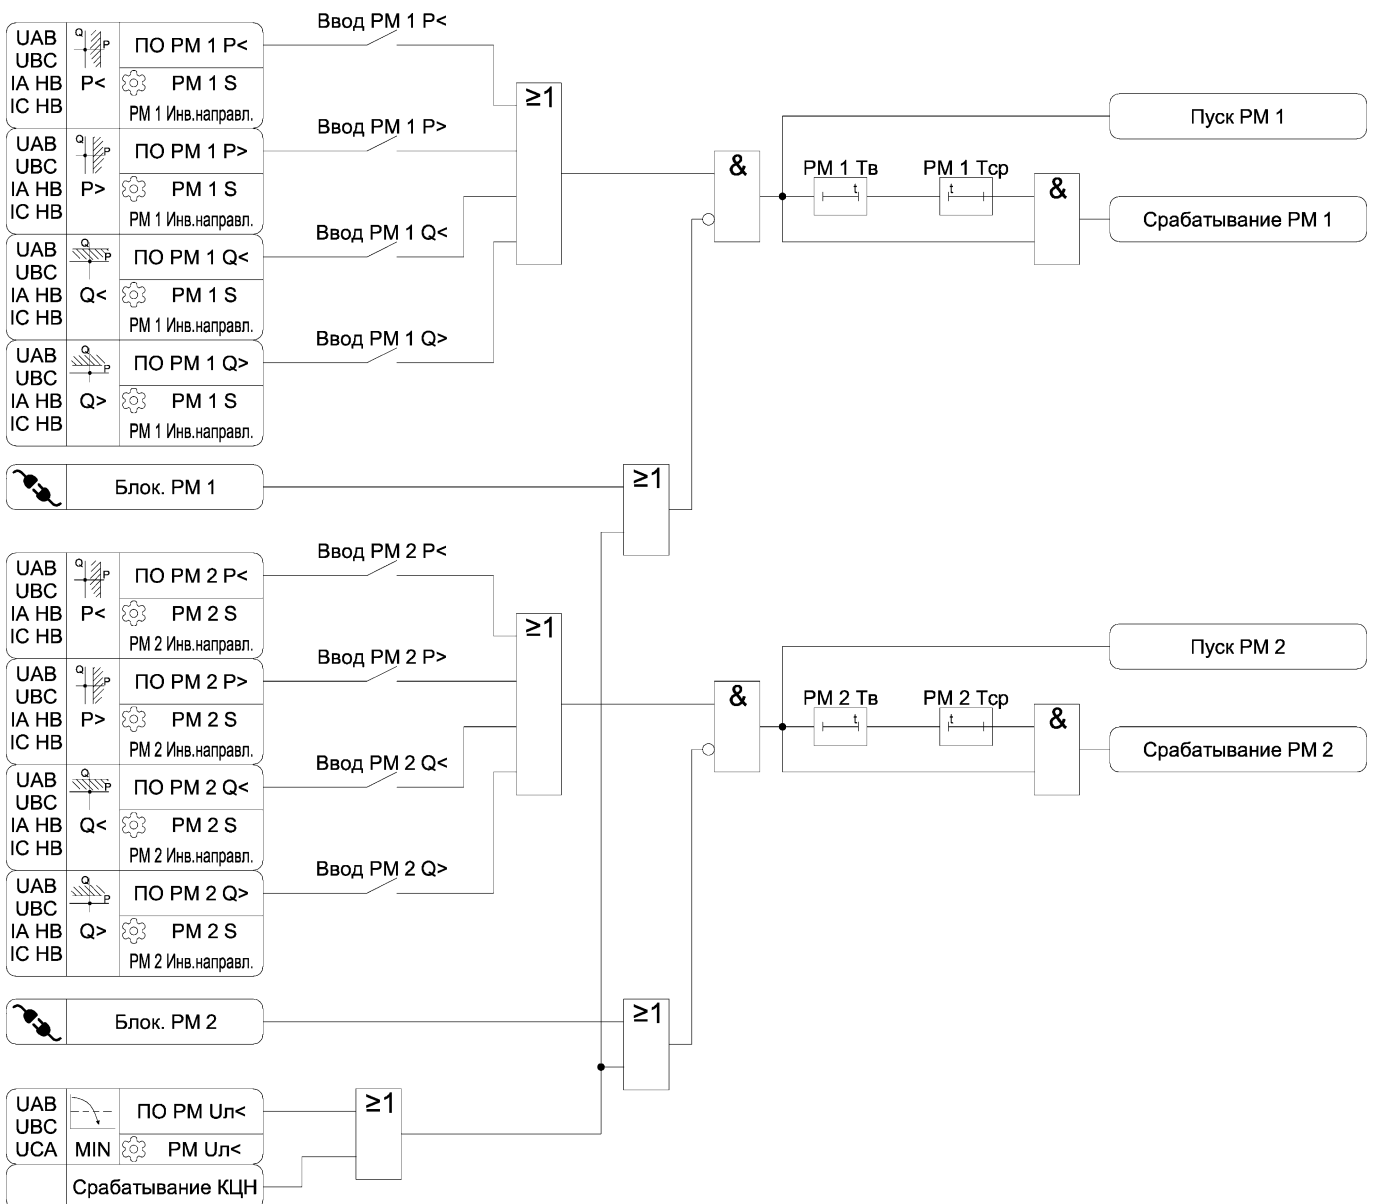 Ввод РМ 1 P<
UAB
UBC
IA НВ
IC НВ
Q
P
P<
ПО РМ 1 P<
РМ 1 S
РМ 1 Инв.направл.
≥1
Пуск РМ 1
Ввод РМ 1 P>
UAB
UBC
IA НВ
IC НВ
Q
P
P>
ПО РМ 1 P>
РМ 1 S
РМ 1 Инв.направл.
&
РМ 1 Тв
t
РМ 1 Тср
t
&
Срабатывание РМ 1
Ввод РМ 1 Q<
UAB
UBC
IA НВ
IC НВ
Q
P
Q<
ПО РМ 1 Q<
РМ 1 S
РМ 1 Инв.направл.
Ввод РМ 1 Q>
UAB
UBC
IA НВ
IC НВ
Q
P
Q>
ПО РМ 1 Q>
РМ 1 S
РМ 1 Инв.направл.
Блок. РМ 1
≥1
Ввод РМ 2 P<
UAB
UBC
IA НВ
IC НВ
Q
P
P<
ПО РМ 2 P<
РМ 2 S
РМ 2 Инв.направл.
≥1
Пуск РМ 2
Ввод РМ 2 P>
UAB
UBC
IA НВ
IC НВ
Q
P
P>
ПО РМ 2 P>
РМ 2 S
РМ 2 Инв.направл.
&
РМ 2 Тв
t
РМ 2 Тср
t
&
Срабатывание РМ 2
Ввод РМ 2 Q<
UAB
UBC
IA НВ
IC НВ
Q
P
Q<
ПО РМ 2 Q<
РМ 2 S
РМ 2 Инв.направл.
Ввод РМ 2 Q>
UAB
UBC
IA НВ
IC НВ
Q
P
Q>
ПО РМ 2 Q>
РМ 2 S
РМ 2 Инв.направл.
Блок. РМ 2
≥1
UAB
UBC
UCA
MIN
ПО РМ Uл<
РМ Uл<
≥1
Срабатывание КЦН